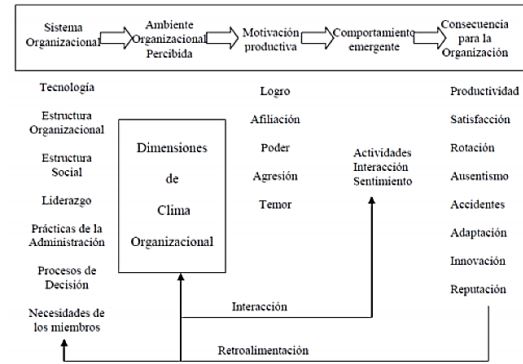 Sistema
Organizacional
Ambiente
Organizacional
Percibida
Motivación
productiva
Comportamiento
emergente
Consecuencia
para la
Organización
Tecnología
Estructura
Organizacional
Estructura
Social
Liderazgo
Prácticas de la
Administración
Procesos de
Decisión
Necesidades de
los miembros
Dimensiones
de
Clima
Organizacional
Logro
Afiliación
Poder
Agresión
Temor
Actividades
Interacción
Sentimiento
Productividad
Satisfacción
Rotación
Ausentismo
Accidentes
Adaptación
Innovación
Reputación
Interacción
Retroalimentación